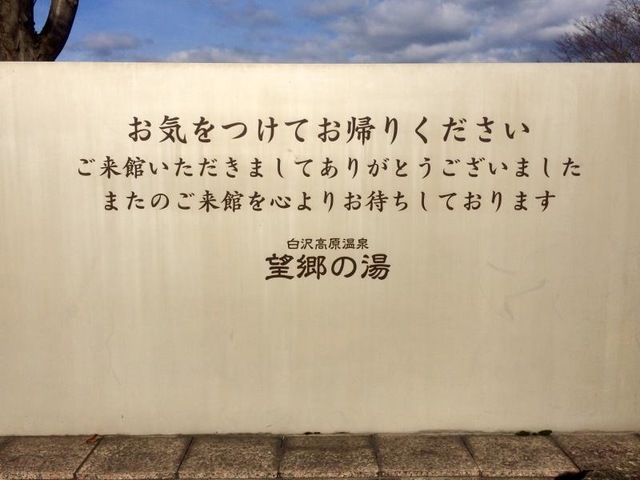 お気をつけてお帰りください
ご来館いただきましてありがとうございました
またのご来館を心よりお待ちしております
白沢高原温泉
望郷の湯